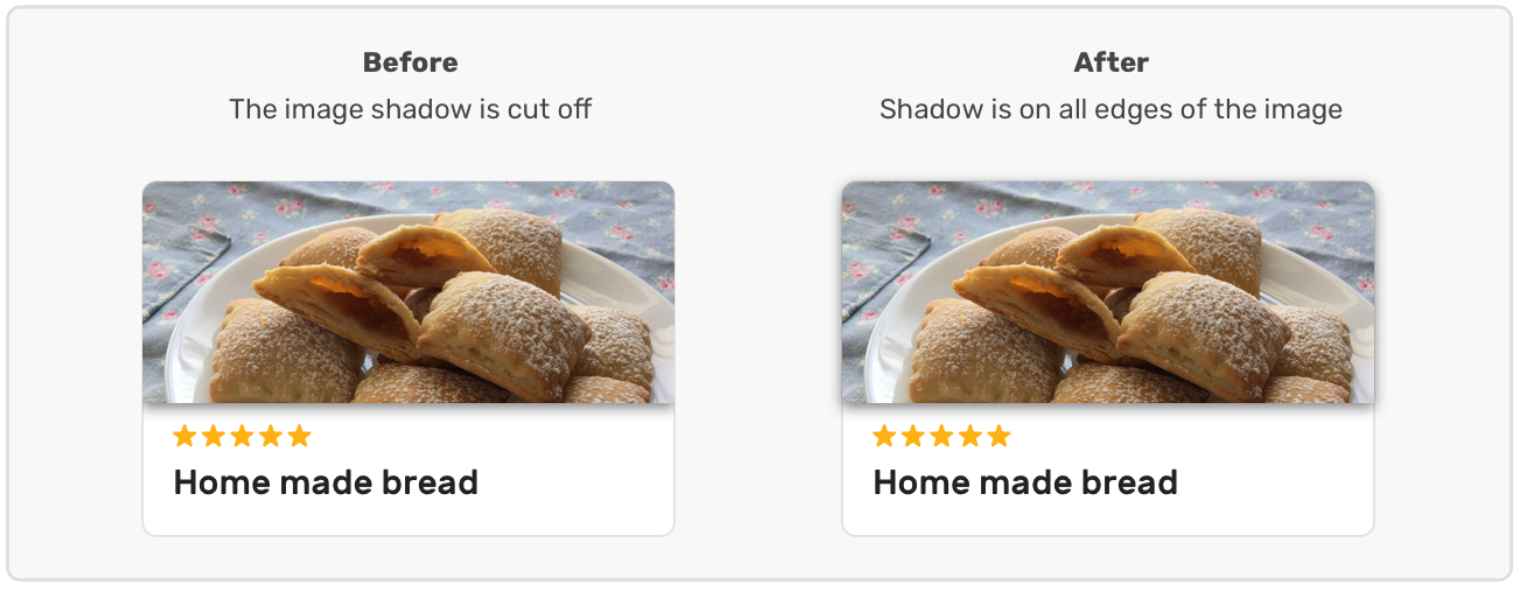 Before
The image shadow is cut off
After
Shadow is on all edges of the image
Home made bread
Home made bread